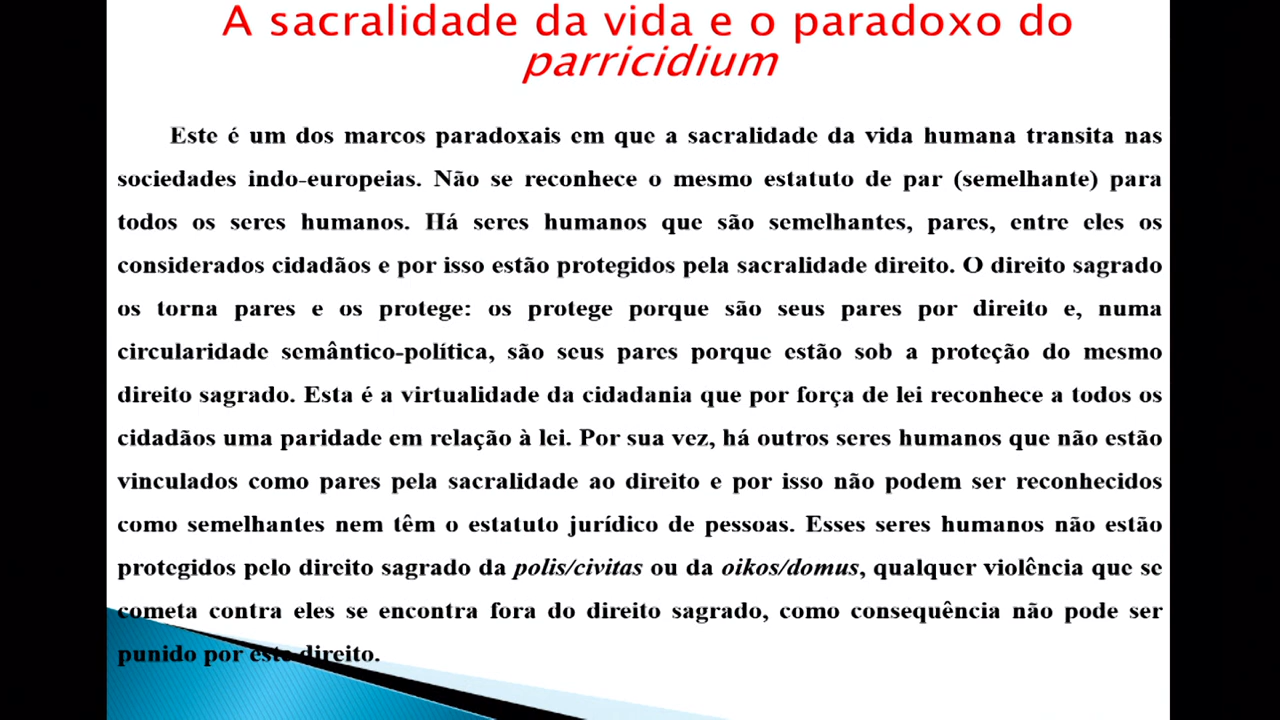 A sacralidade da vida e o paradoxo do
parricidium
Este é um dos marcos paradoxais em que a sacralidade da vida humana transita nas
sociedades indo-europeias. Não se reconhece o mesmo estatuto de par (semelhante) para
todos os seres humanos. Há seres humanos que são semelhantes, pares, entre eles os
considerados cidadãos e por isso estão protegidos pela sacralidade direito. O direito sagrado
os torna pares e os protege: os protege porque são seus pares por direito e, numa
circularidade semântico-política, são seus pares porque estão sob a proteção do mesmo
direito sagrado. Esta é a virtualidade da cidadania que por força de lei reconhece a todos os
cidadãos uma paridade em relação à lei. Por sua vez, há outros seres humanos que não estão
vinculados como pares pela sacralidade ao direito e por isso não podem ser reconhecidos
como semelhantes nem têm o estatuto jurídico de pessoas. Esses seres humanos não estão
protegidos pelo direito sagrado da polis/civitas ou da oikos/domus, qualquer violência que se
cometa contra eles se encontra fora do direito sagrado, como consequência não pode ser
punido por este direito.